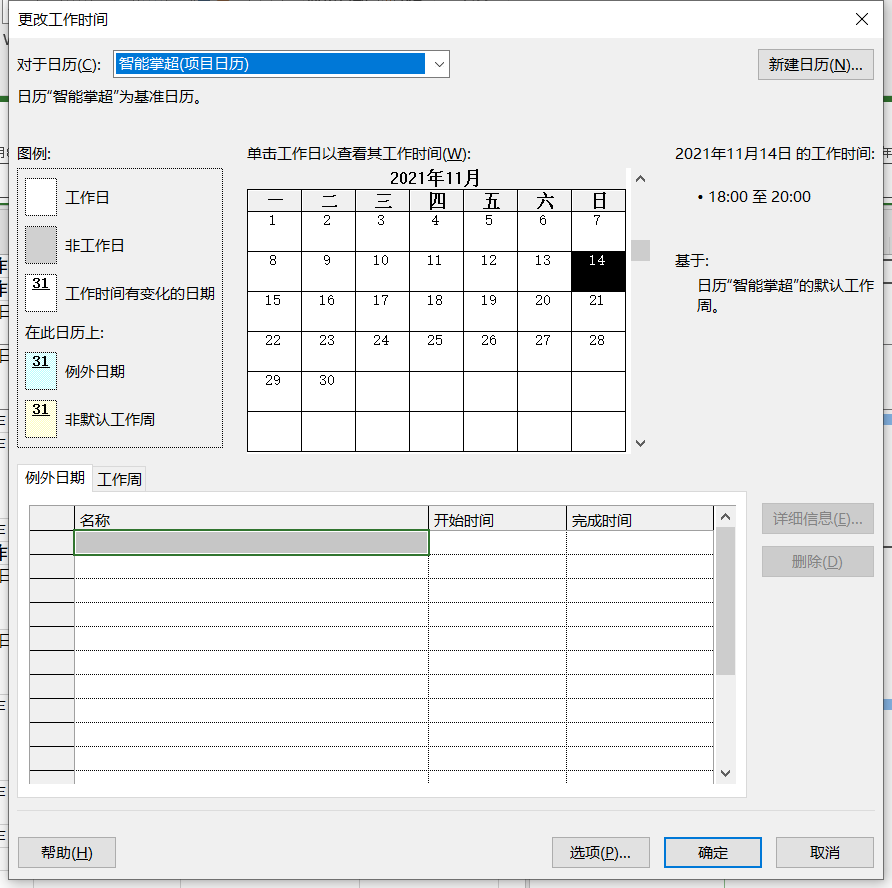 更改工作时间
对于日历(C):
智能掌超(项目日历)
新建日历(N)...
日历“智能掌超”为基准日历。
图例:
工作日
非工作日
31
工作时间有变化的日期
在此日历上:
31
例外日期
31
非默认工作周
单击工作日以查看其工作时间(W):
2021年11月
一 二 三 四 五 六 日
1 2 3 4 5 6 7
8 9 10 11 12 13 14
15 16 17 18 19 20 21
22 23 24 25 26 27 28
29 30
2021年11月14日 的工作时间:
• 18:00 至 20:00
基于:
日历“智能掌超”的默认工作
周。
例外日期 工作周
名称 开始时间 完成时间
详细信息(E)...
删除(D)
帮助(H)
选项(P)...
确定
取消